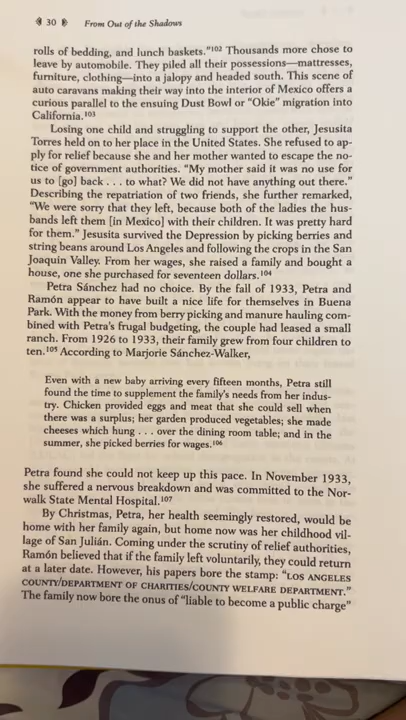 30 From Out of the Shadows
rolls of bedding, and lunch baskets."102 Thousands more chose to
leave by automobile. They piled all their possessions—mattresses,
furniture, clothing—into a jalopy and headed south. This scene of
auto caravans making their way into the interior of Mexico offers a
curious parallel to the ensuing Dust Bowl or "Okie" migration into
California.103
Losing one child and struggling to support the other, Jesusita
Torres held on to her place in the United States. She refused to ap-
ply for relief because she and her mother wanted to escape the no-
tice of government authorities. "My mother said it was no use for
us to [go] back . . . to what? We did not have anything out there."
Describing the repatriation of two friends, she further remarked,
"We were sorry that they left, because both of the ladies the hus-
bands left them [in Mexico] with their children. It was pretty hard
for them." Jesusita survived the Depression by picking berries and
string beans around Los Angeles and following the crops in the San
Joaquin Valley. From her wages, she raised a family and bought a
house, one she purchased for seventeen dollars.104
Petra Sánchez had no choice. By the fall of 1933, Petra and
Ramón appear to have built a nice life for themselves in Buena
Park. With the money from berry picking and manure hauling com-
bined with Petra's frugal budgeting, the couple had leased a small
ranch. From 1926 to 1933, their family grew from four children to
ten.105 According to Marjorie Sánchez-Walker,
Even with a new baby arriving every fifteen months, Petra still
found the time to supplement the family's needs from her indus-
try. Chicken provided eggs and meat that she could sell when
there was a surplus; her garden produced vegetables; she made
cheeses which hung . . . over the dining room table; and in the
summer, she picked berries for wages.106
Petra found she could not keep up this pace. In November 1933,
she suffered a nervous breakdown and was committed to the Nor-
walk State Mental Hospital.107
By Christmas, Petra, her health seemingly restored, would be
home with her family again, but home now was her childhood vil-
lage of San Julián. Coming under the scrutiny of relief authorities,
Ramón believed that if the family left voluntarily, they could return
at a later date. However, his papers bore the stamp: "LOS ANGELES
COUNTY/DEPARTMENT OF CHARITIES/COUNTY WELFARE DEPARTMENT."
The family now bore the onus of "liable to become a public charge"